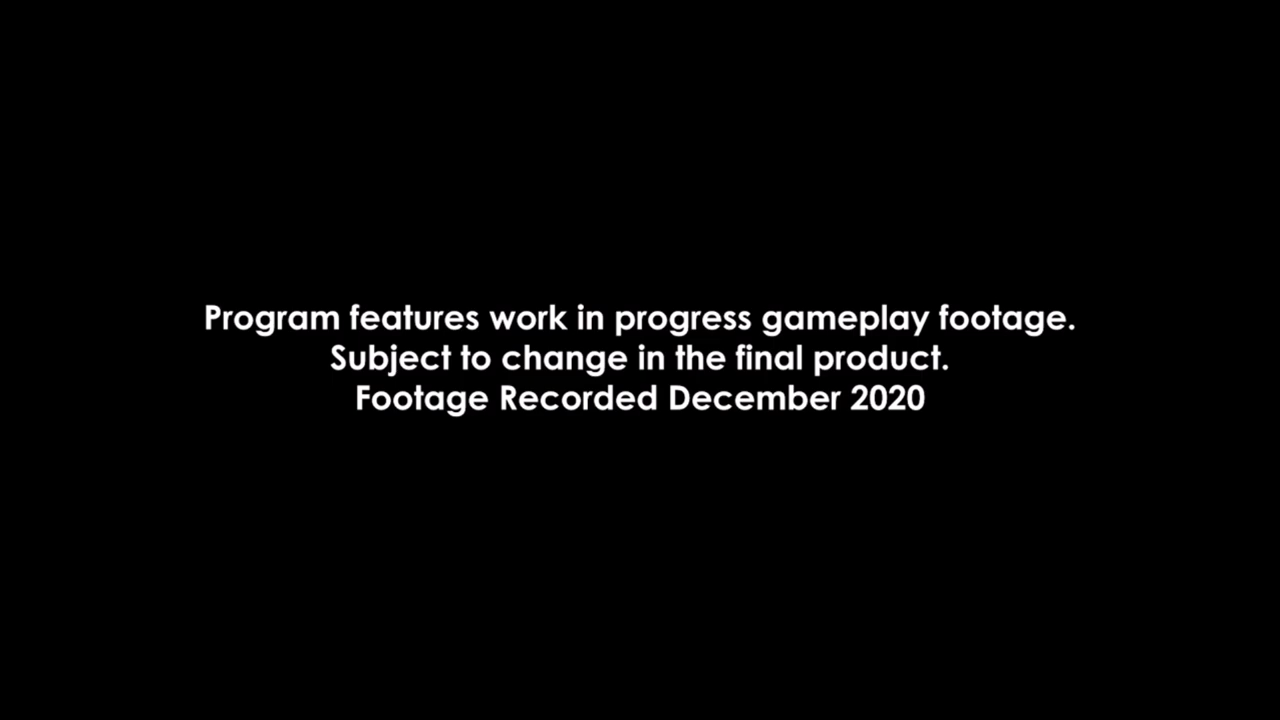 Program features work in progress gameplay footage.
Subject to change in the final product.
Footage Recorded December 2020